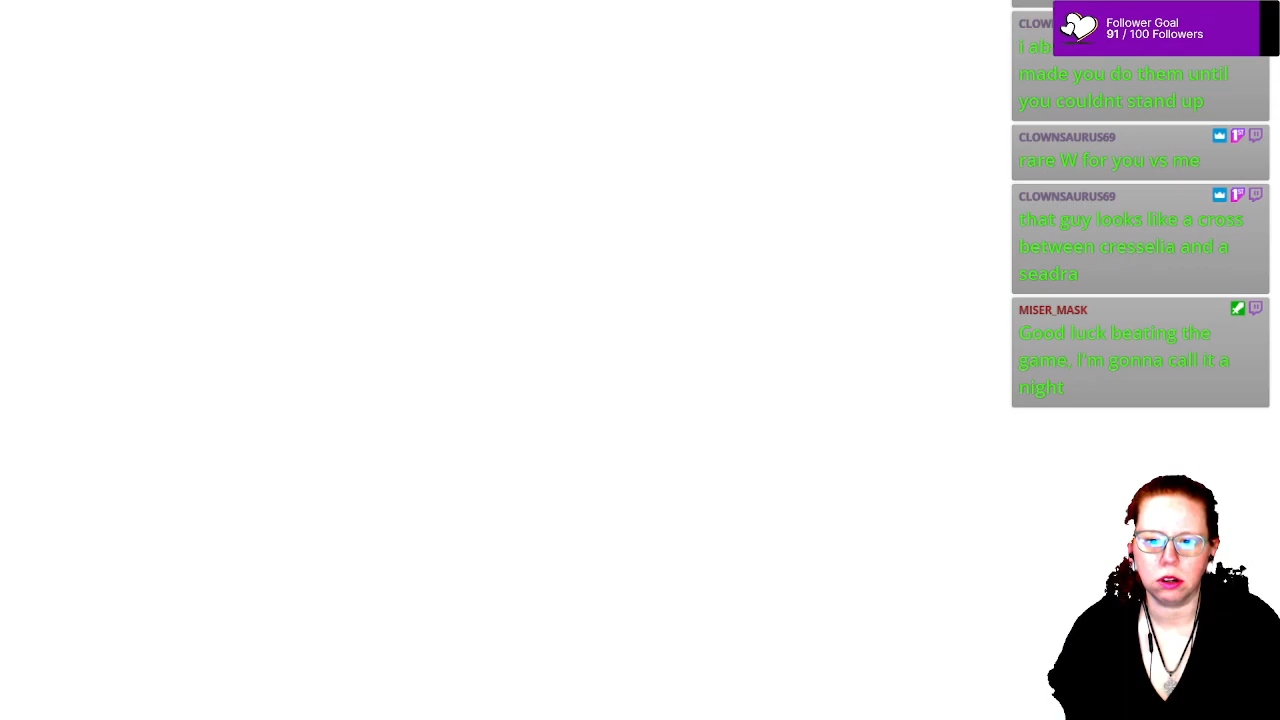 Follower Goal
91 / 100 Followers
i
made you do them until
you couldnt stand up
CLOWNSAURUS69
rare W for you vs me
CLOWNSAURUS69
that guy looks like a cross
between cresselia and a
seadra
MISER_MASK
Good luck beating the
game, I'm gonna call it a
night